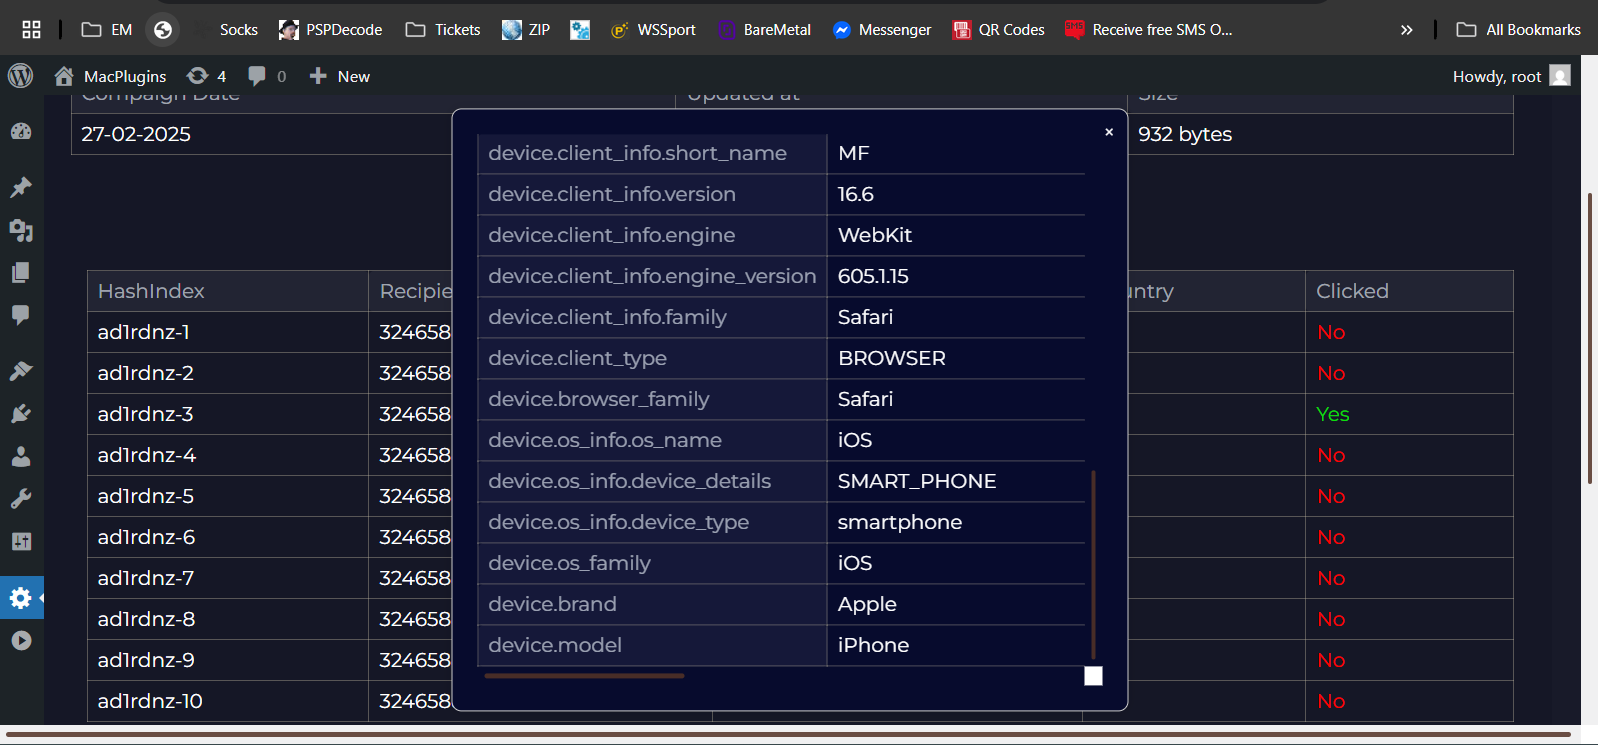 EM Socks PSPDecode Tickets ZIP WSSport BareMetal Messenger QR Codes Receive free SMS O... » All Bookmarks
MacPlugins 4 0 New Howdy, root
Compaign Date Updated at Size
27-02-2025 932 bytes
×
device.client_info.short_name MF
device.client_info.version 16.6
device.client_info.engine WebKit
device.client_info.engine_version 605.1.15
device.client_info.family Safari
device.client_type BROWSER
device.browser_family Safari
device.os_info.os_name iOS
device.os_info.device_details SMART_PHONE
device.os_info.device_type smartphone
device.os_family iOS
device.brand Apple
device.model iPhone
HashIndex Recipie untry Clicked
ad1rdnz-1 324658 No
ad1rdnz-2 324658 No
ad1rdnz-3 324658 Yes
ad1rdnz-4 324658 No
ad1rdnz-5 324658 No
ad1rdnz-6 324658 No
ad1rdnz-7 324658 No
ad1rdnz-8 324658 No
ad1rdnz-9 324658 No
ad1rdnz-10 324658 No